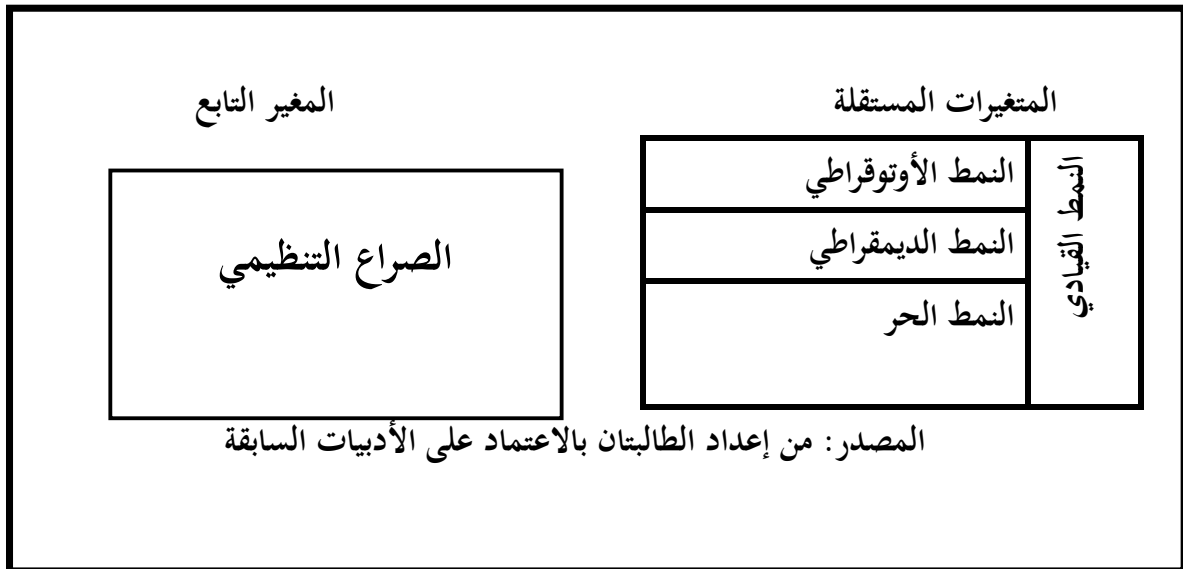 المتغيرات المستقلة
المغير التابع
النمط القيادي
النمط الأوتوقراطي
النمط الديمقراطي
النمط الحر
الصراع التنظيمي
المصدر: من إعداد الطالبتان بالاعتماد على الأدبيات السابقة